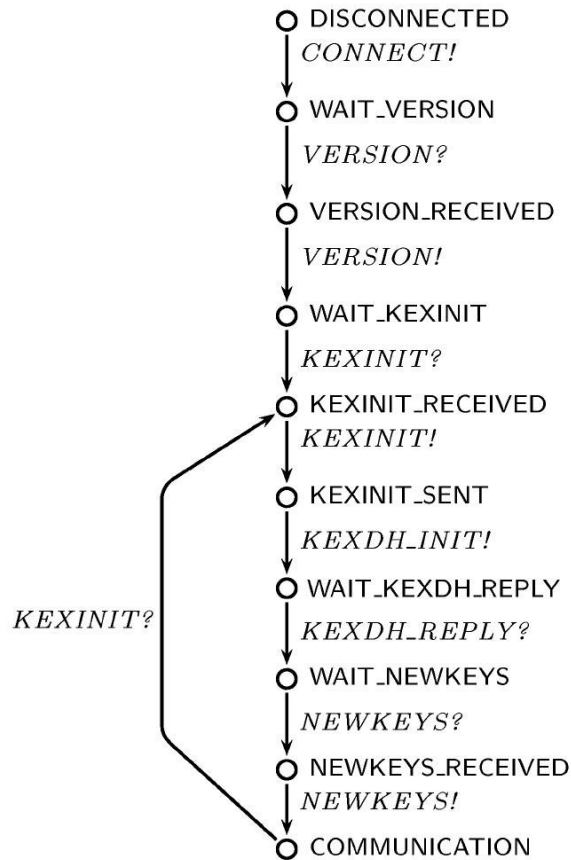 DISCONNECTED
CONNECT!
WAIT_VERSION
VERSION?
VERSION_RECEIVED
VERSION!
WAIT_KEXINIT
KEXINIT?
KEXINIT_RECEIVED
KEXINIT!
KEXINIT_SENT
KEXDH_INIT!
WAIT_KEXDH_REPLY
KEXINIT?
KEXDH_REPLY?
WAIT_NEWKEYS
NEWKEYS?
NEWKEYS_RECEIVED
NEWKEYS!
COMMUNICATION